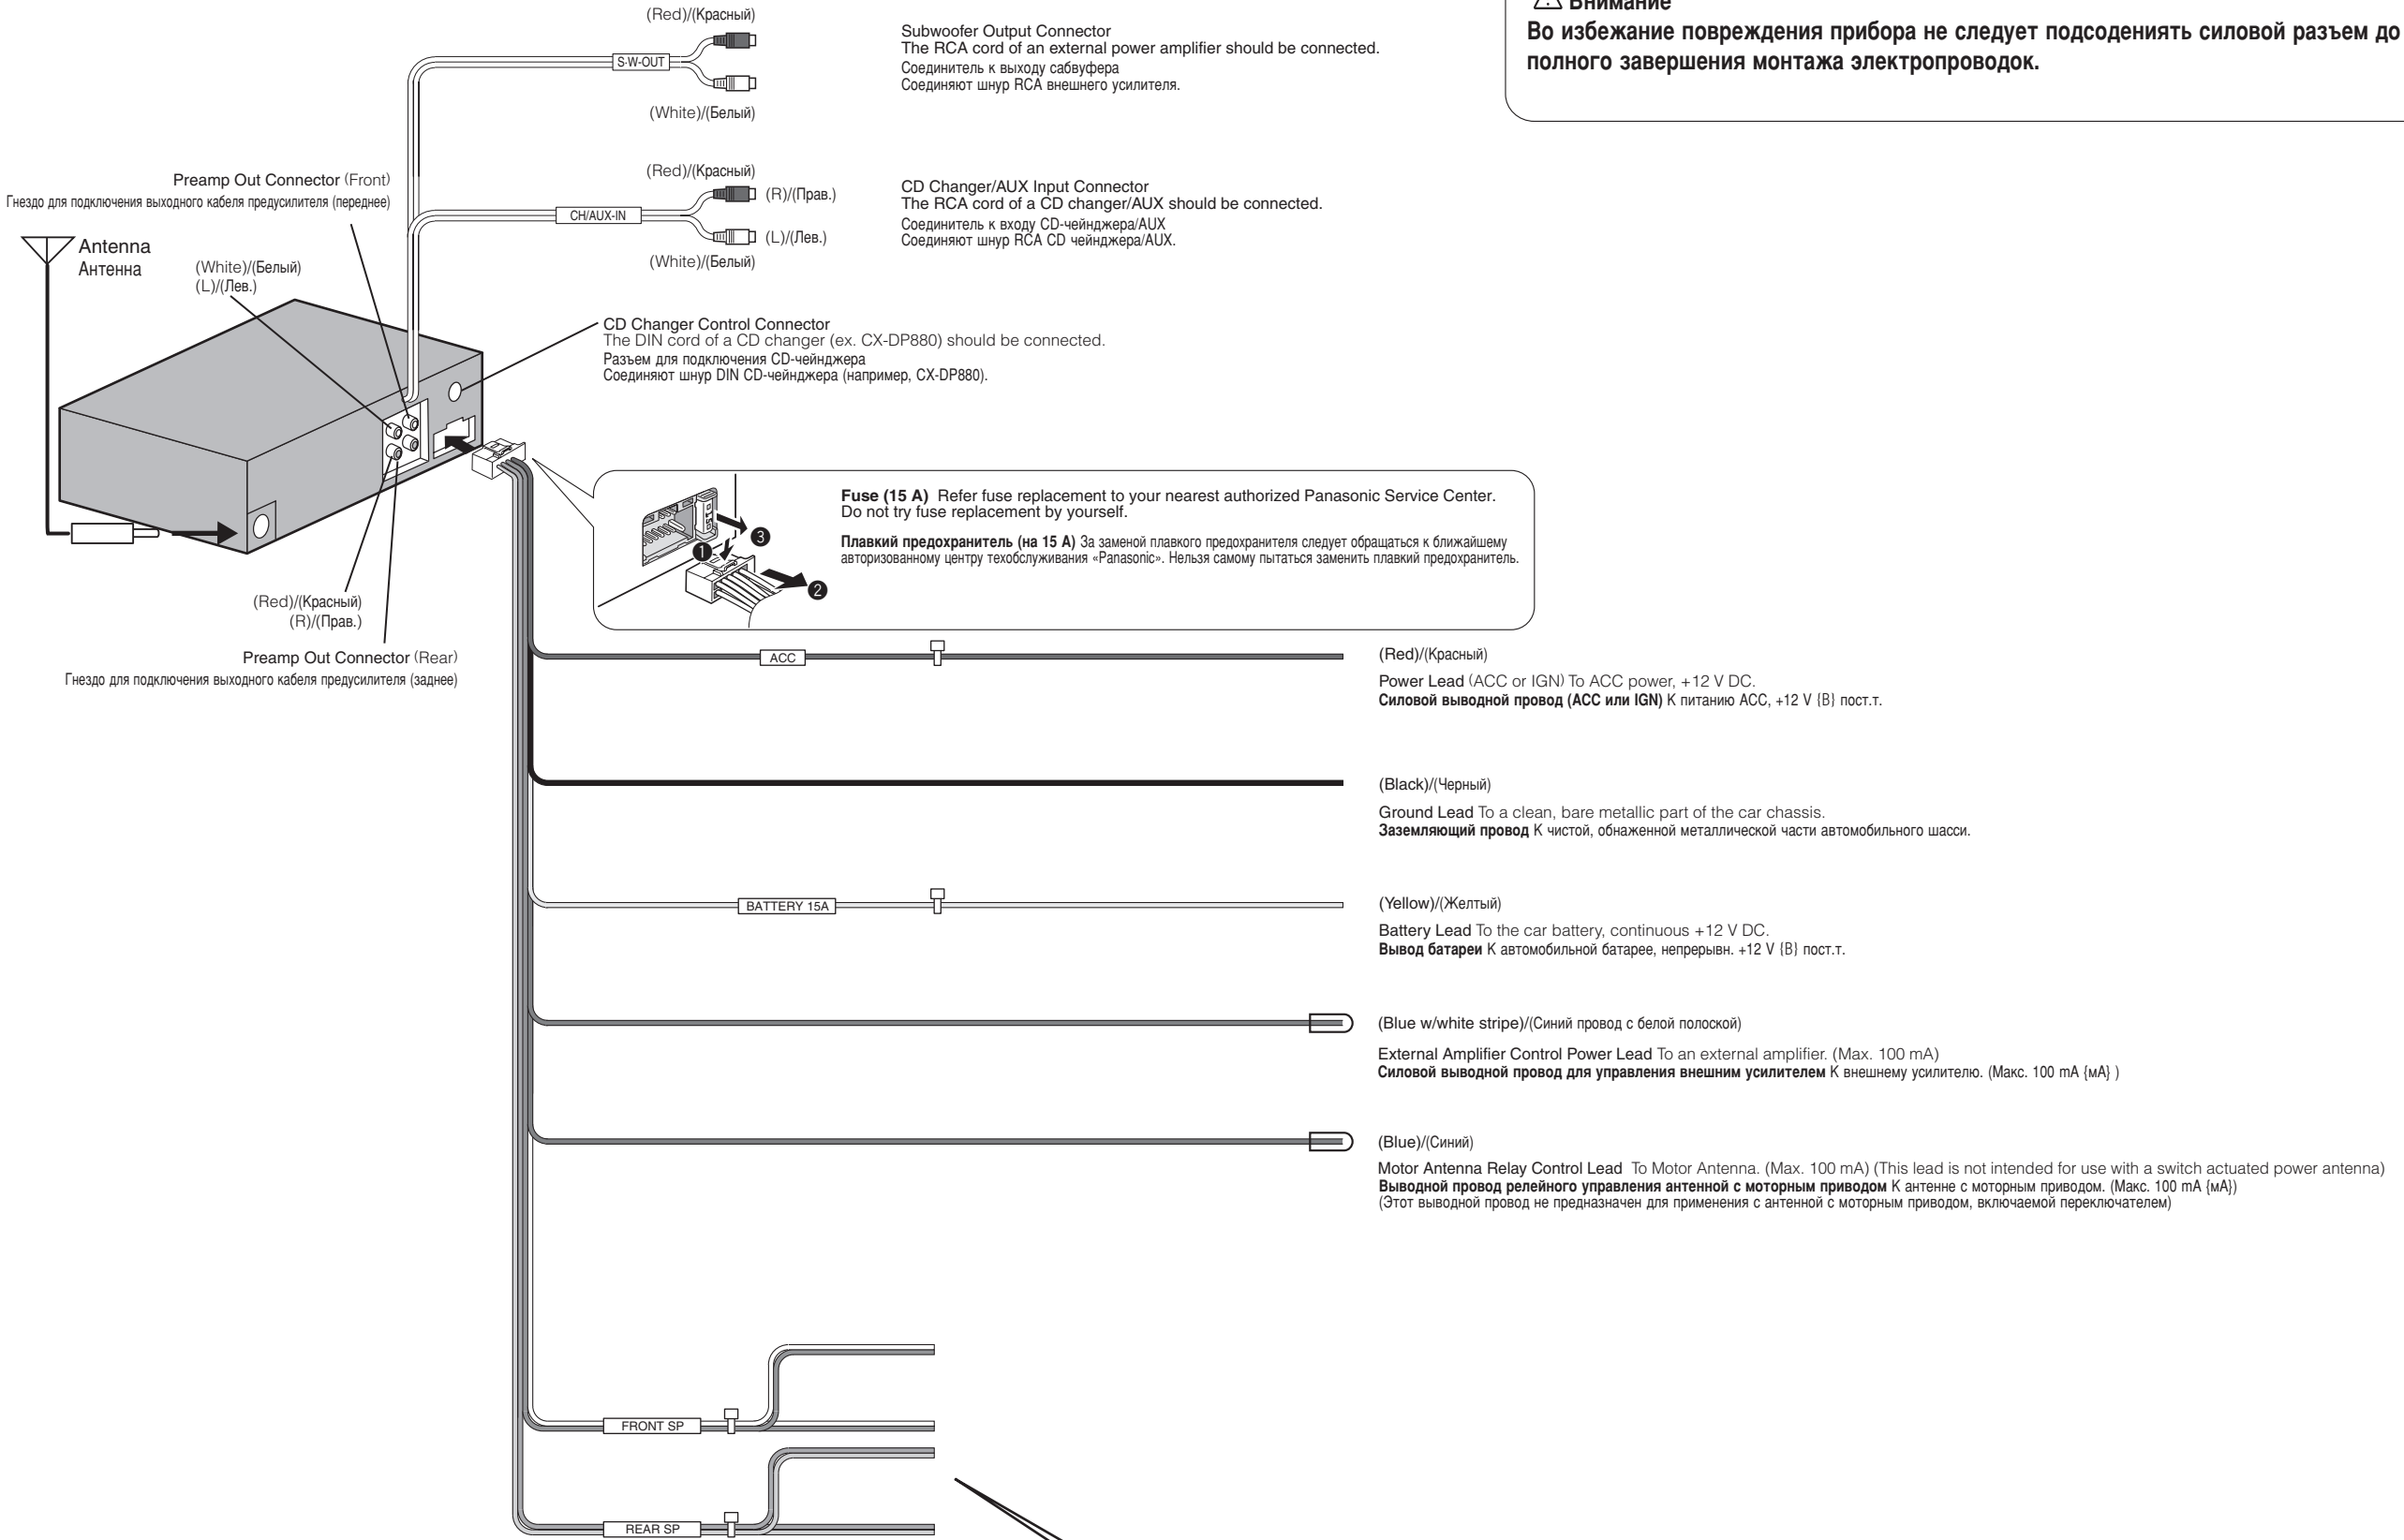 (Red)/(Красный)
S·W-OUT
(White)/(Белый)
Subwoofer Output Connector
The RCA cord of an external power amplifier should be connected.
Соединитель к выходу сабвуфера
Соединяют шнур RCA внешнего усилителя.
Внимание
Во избежание повреждения прибора не следует подсоденияť силовой разъем до
полного завершения монтажа электропроводок.
Preamp Out Connector (Front)
Гнездо для подключения выходного кабеля предусилителя (переднее)
(Red)/(Красный)
(R)/(Прав.)
CH/AUX-IN
(L)/(Лев.)
(White)/(Белый)
CD Changer/AUX Input Connector
The RCA cord of a CD changer/AUX should be connected.
Соединитель к входу CD-чейнджера/AUX
Соединяют шнур RCA CD чейнджера/AUX.
Antenna
Антенна
(White)/(Белый)
(L)/(Лев.)
CD Changer Control Connector
The DIN cord of a CD changer (ex. CX-DP880) should be connected.
Разъем для подключения CD-чейнджера
Соединяют шнур DIN CD-чейнджера (например, CX-DP880).
Fuse (15 A) Refer fuse replacement to your nearest authorized Panasonic Service Center.
Do not try fuse replacement by yourself.
Плавкий предохранитель (на 15 А) За заменой плавкого предохранителя следует обращаться к ближайшему
авторизованному центру техобслуживания «Panasonic». Нельзя самому пытаться заменить плавкий предохранитель.
1
3
2
(Red)/(Красный)
(R)/(Прав.)
Preamp Out Connector (Rear)
Гнездо для подключения выходного кабеля предусилителя (заднее)
ACC
(Red)/(Красный)
Power Lead (ACC or IGN) To ACC power, +12 V DC.
Силовой выводной провод (ACC или IGN) К питанию ACC, +12 V {В} пост.т.
(Black)/(Черный)
Ground Lead To a clean, bare metallic part of the car chassis.
Заземляющий провод К чистой, обнаженной металлической части автомобильного шасси.
BATTERY 15A
(Yellow)/(Желтый)
Battery Lead To the car battery, continuous +12 V DC.
Вывод батареи К автомобильной батарее, непрерывн. +12 V {В} пост.т.
(Blue w/white stripe)/(Синий провод с белой полоской)
External Amplifier Control Power Lead To an external amplifier. (Max. 100 mA)
Силовой выводной провод для управления внешним усилителем К внешнему усилителю. (Макс. 100 mA {мА} )
(Blue)/(Синий)
Motor Antenna Relay Control Lead To Motor Antenna. (Max. 100 mA) (This lead is not intended for use with a switch actuated power antenna)
Выводной провод релейного управления антенной с моторным приводом К антенне с моторным приводом. (Макс. 100 mA {мА})
(Этот выводной провод не предназначен для применения с антенной с моторным приводом, включаемой переключателем)
FRONT SP
REAR SP